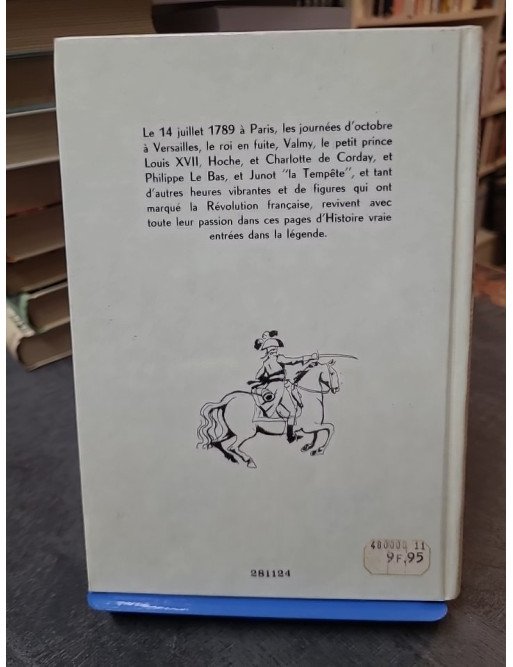 Le 14 juillet 1789 à Paris, les journées d'octobre
à Versailles, le roi en fuite, Valmy, le petit prince
Louis XVII, Hoche, et Charlotte de Corday, et
Philippe Le Bas, et Junot "la Tempête", et tant
d'autres heures vibrantes et de figures qui ont
marqué la Révolution française, revivent avec
toute leur passion dans ces pages d'Histoire vraie
entrées dans la légende.
480000 11
9F,95
281124